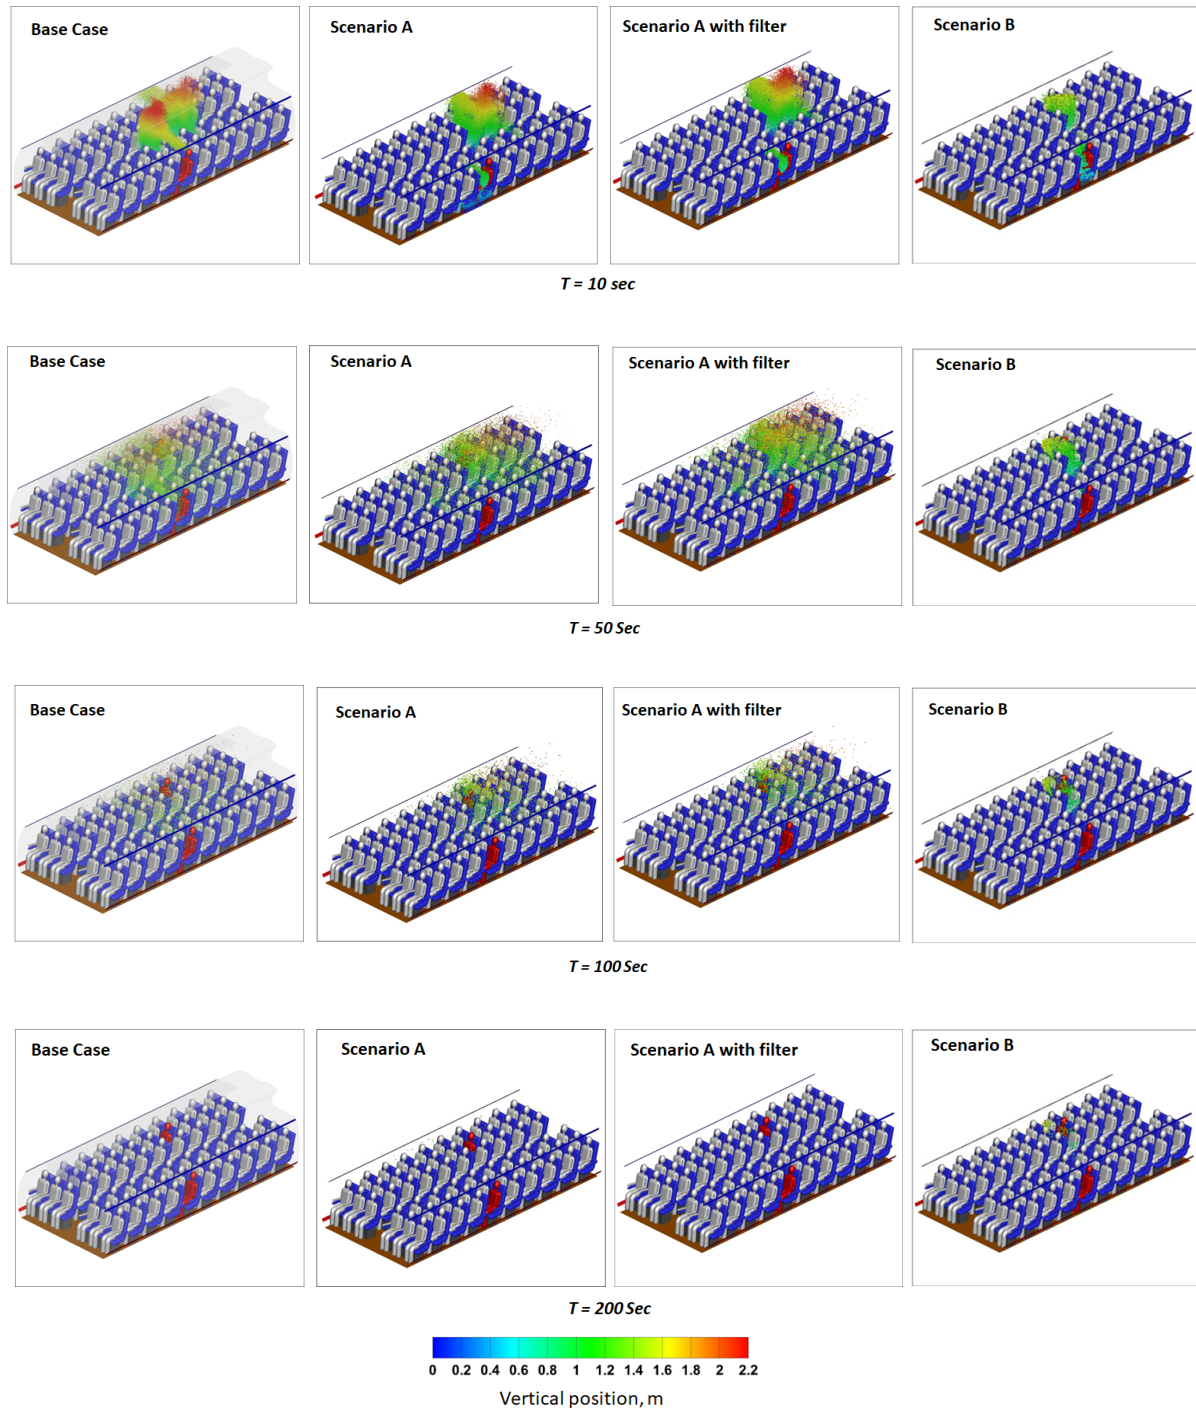 Base Case
Scenario A
Scenario A with filter
Scenario B
T = 10 sec
Base Case
Scenario A
Scenario A with filter
Scenario B
T = 50 Sec
Base Case
Scenario A
Scenario A with filter
Scenario B
T = 100 Sec
Base Case
Scenario A
Scenario A with filter
Scenario B
T = 200 Sec
0 0.2 0.4 0.6 0.8 1 1.2 1.4 1.6 1.8 2 2.2
Vertical position, m